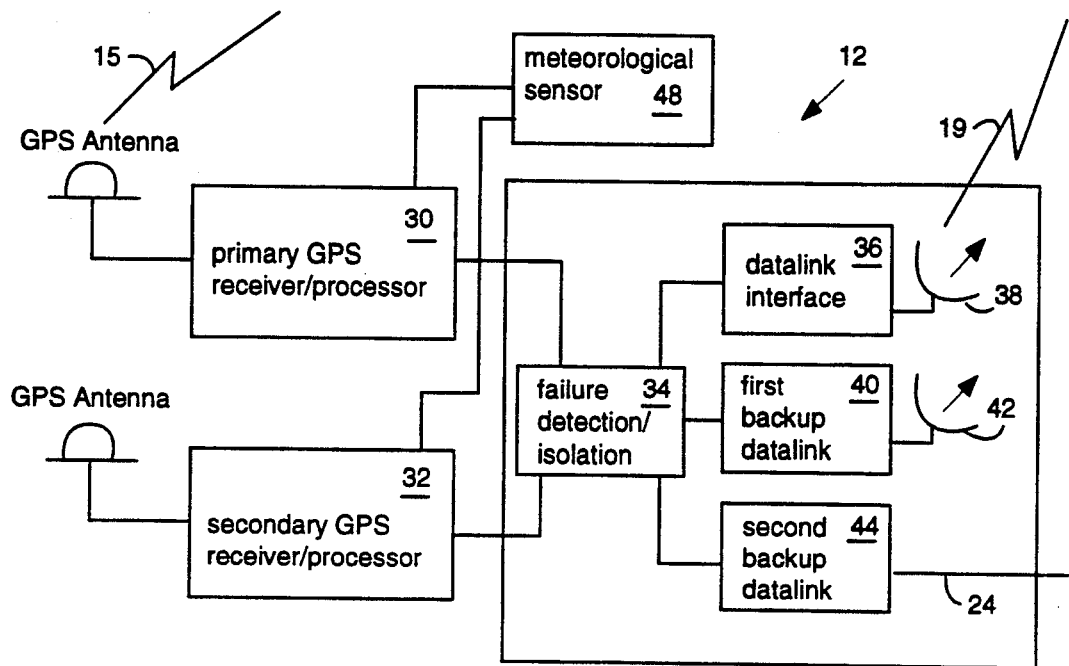 15
meteorological
sensor 48
12
19
GPS Antenna
30
primary GPS
receiver/processor
36
datalink
interface
38
GPS Antenna
failure 34
detection/
isolation
first 40
backup
datalink
42
32
secondary GPS
receiver/processor
second 44
backup
datalink
24